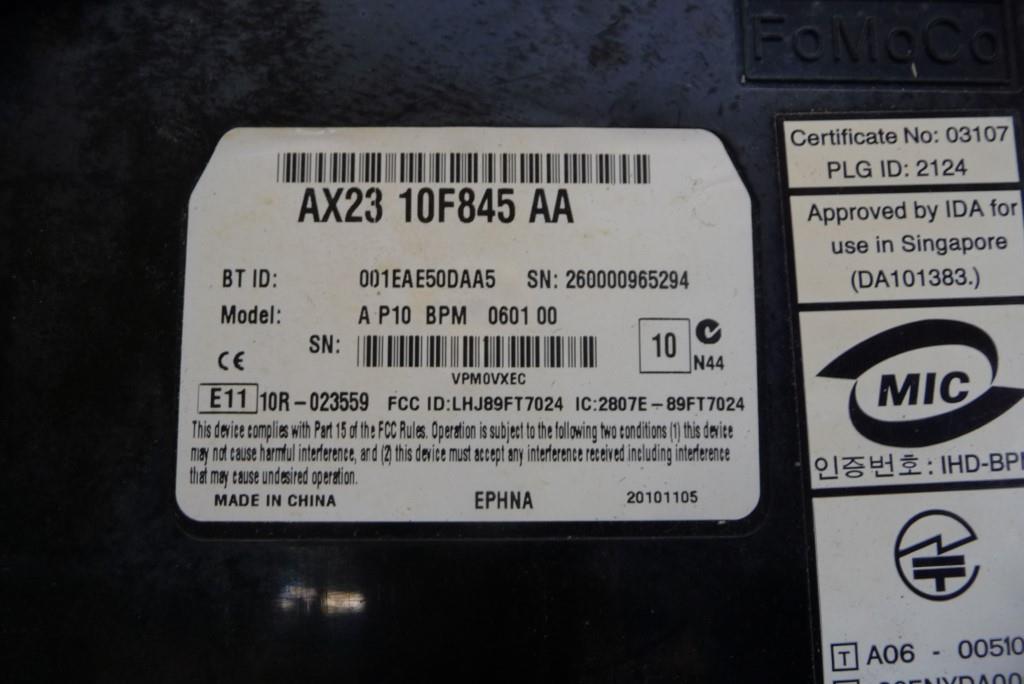 FoMoCo
AX23 10F845 AA
BT ID: 001EAE50DAA5 SN: 260000965294
Model: A P10 BPM 0601 00
SN:
10
N44
VPM0VXEC
CE
E11 10R-023559 FCC ID:LHJ89FT7024 IC:2807E-89FT7024
This device complies with Part 15 of the FCC Rules. Operation is subject to the following two conditions (1) this device
may not cause harmful interference, and (2) this device must accept any interference received including interference
that may cause undesired operation.
MADE IN CHINA EPHNA 20101105
Certificate No: 03107
PLG ID: 2124
Approved by IDA for
use in Singapore
(DA101383.)
MIC
인증번호: IHD-BP
T A06 - 00510